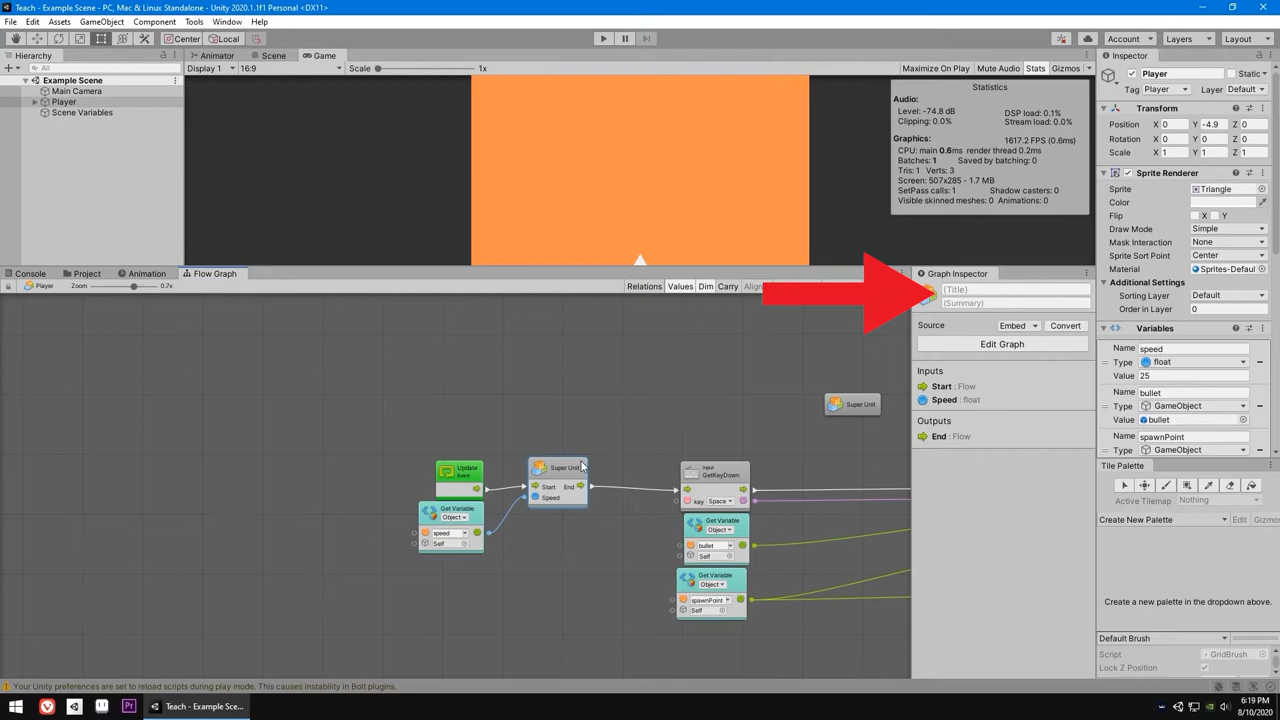 Teach - Example Scene - PC, Mac & Linux Standalone - Unity 2020.1.1f1 Personal <DX11>
File Edit Assets GameObject Component Tools Window Help
Center Local Account Layers Layout
Hierarchy Animator Scene Game Inspector
All Display 1 16:9 Scale 1x Maximize On Play Mute Audio Stats Gizmos
Example Scene
Main Camera
Player
Scene Variables
Statistics
Audio:
Level: -74.8 dB DSP load: 0.1%
Clipping: 0.0% Stream load: 0.0%
Graphics: 1617.2 FPS (0.6ms)
CPU: main 0.6ms render thread 0.2ms
Batches: 1 Saved by batching: 0
Tris: 1 Verts: 3
Screen: 507x285 - 1.7 MB
SetPass calls: 1 Shadow casters: 0
Visible skinned meshes: 0 Animations: 0
Player Static
Tag Player Layer Default
Transform
Position X 0 Y -4.9 Z 0
Rotation X 0 Y 0 Z 0
Scale X 1 Y 1 Z 1
Sprite Renderer
Sprite Triangle
Color
Flip X Y
Draw Mode Simple
Mask Interaction None
Sprite Sort Point Center
Material Sprites-Defaul
Additional Settings
Sorting Layer Default
Order in Layer 0
Variables
Name speed
Type float
Value 25
Name bullet
Type GameObject
Value bullet
Name spawnPoint
Type GameObject
Tile Palette
Active Tilemap Nothing
Create New Palette Edit Gizmos
Create a new palette in the dropdown above.
Default Brush
Script GridBrush
Lock Z Position
Console Project Animation Flow Graph
Player Zoom 0.7x Relations Values Dim Carry Align
Graph Inspector
(Title)
(Summary)
Source Embed Convert
Edit Graph
Inputs
Start : Flow
Speed : float
Outputs
End : Flow
Super Unit
Update
Event
Get Variable
Object
speed
Self
Super Unit
Start End
Speed
Input
GetKeyDown
key Space
Get Variable
Object
bullet
Self
Get Variable
Object
spawnPoint
Self
Your Unity preferences are set to reload scripts during play mode. This causes instability in Bolt plugins.
Teach - Example Sce...
6:19 PM
8/10/2020